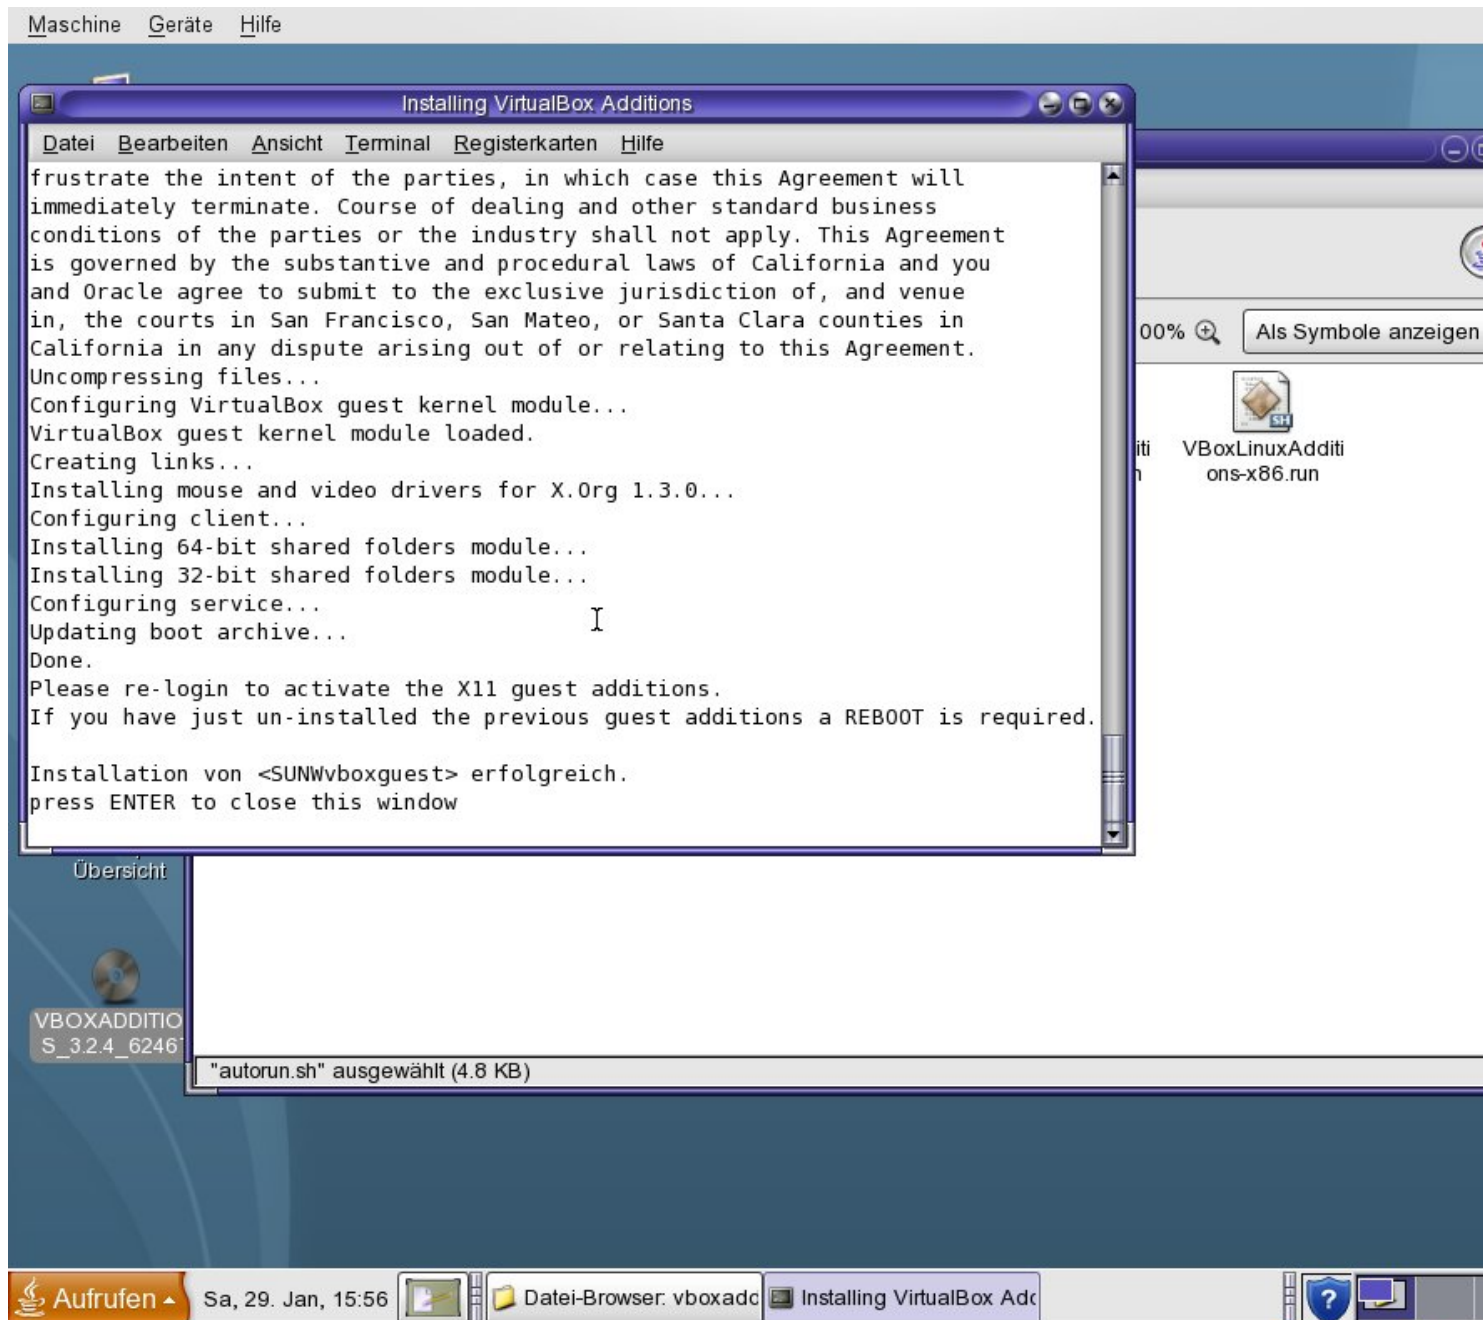 Maschine Geräte Hilfe
Installing VirtualBox Additions
Datei Bearbeiten Ansicht Terminal Registerkarten Hilfe
frustrate the intent of the parties, in which case this Agreement will
immediately terminate. Course of dealing and other standard business
conditions of the parties or the industry shall not apply. This Agreement
is governed by the substantive and procedural laws of California and you
and Oracle agree to submit to the exclusive jurisdiction of, and venue
in, the courts in San Francisco, San Mateo, or Santa Clara counties in
California in any dispute arising out of or relating to this Agreement.
Uncompressing files...
Configuring VirtualBox guest kernel module...
VirtualBox guest kernel module loaded.
Creating links...
Installing mouse and video drivers for X.Org 1.3.0...
Configuring client...
Installing 64-bit shared folders module...
Installing 32-bit shared folders module...
Configuring service...
Updating boot archive...
Done.
Please re-login to activate the X11 guest additions.
If you have just un-installed the previous guest additions a REBOOT is required.
Installation von <SUNWvboxguest> erfolgreich.
press ENTER to close this window
00% Als Symbole anzeigen
iti VBoxLinuxAdditi
ons-x86.run
SH
Übersicht
VBOXADDITIO
S_3.2.4_6246
"autorun.sh" ausgewählt (4.8 KB)
Aufrufen Sa, 29. Jan, 15:56 Datei-Browser: vboxadd Installing VirtualBox Add